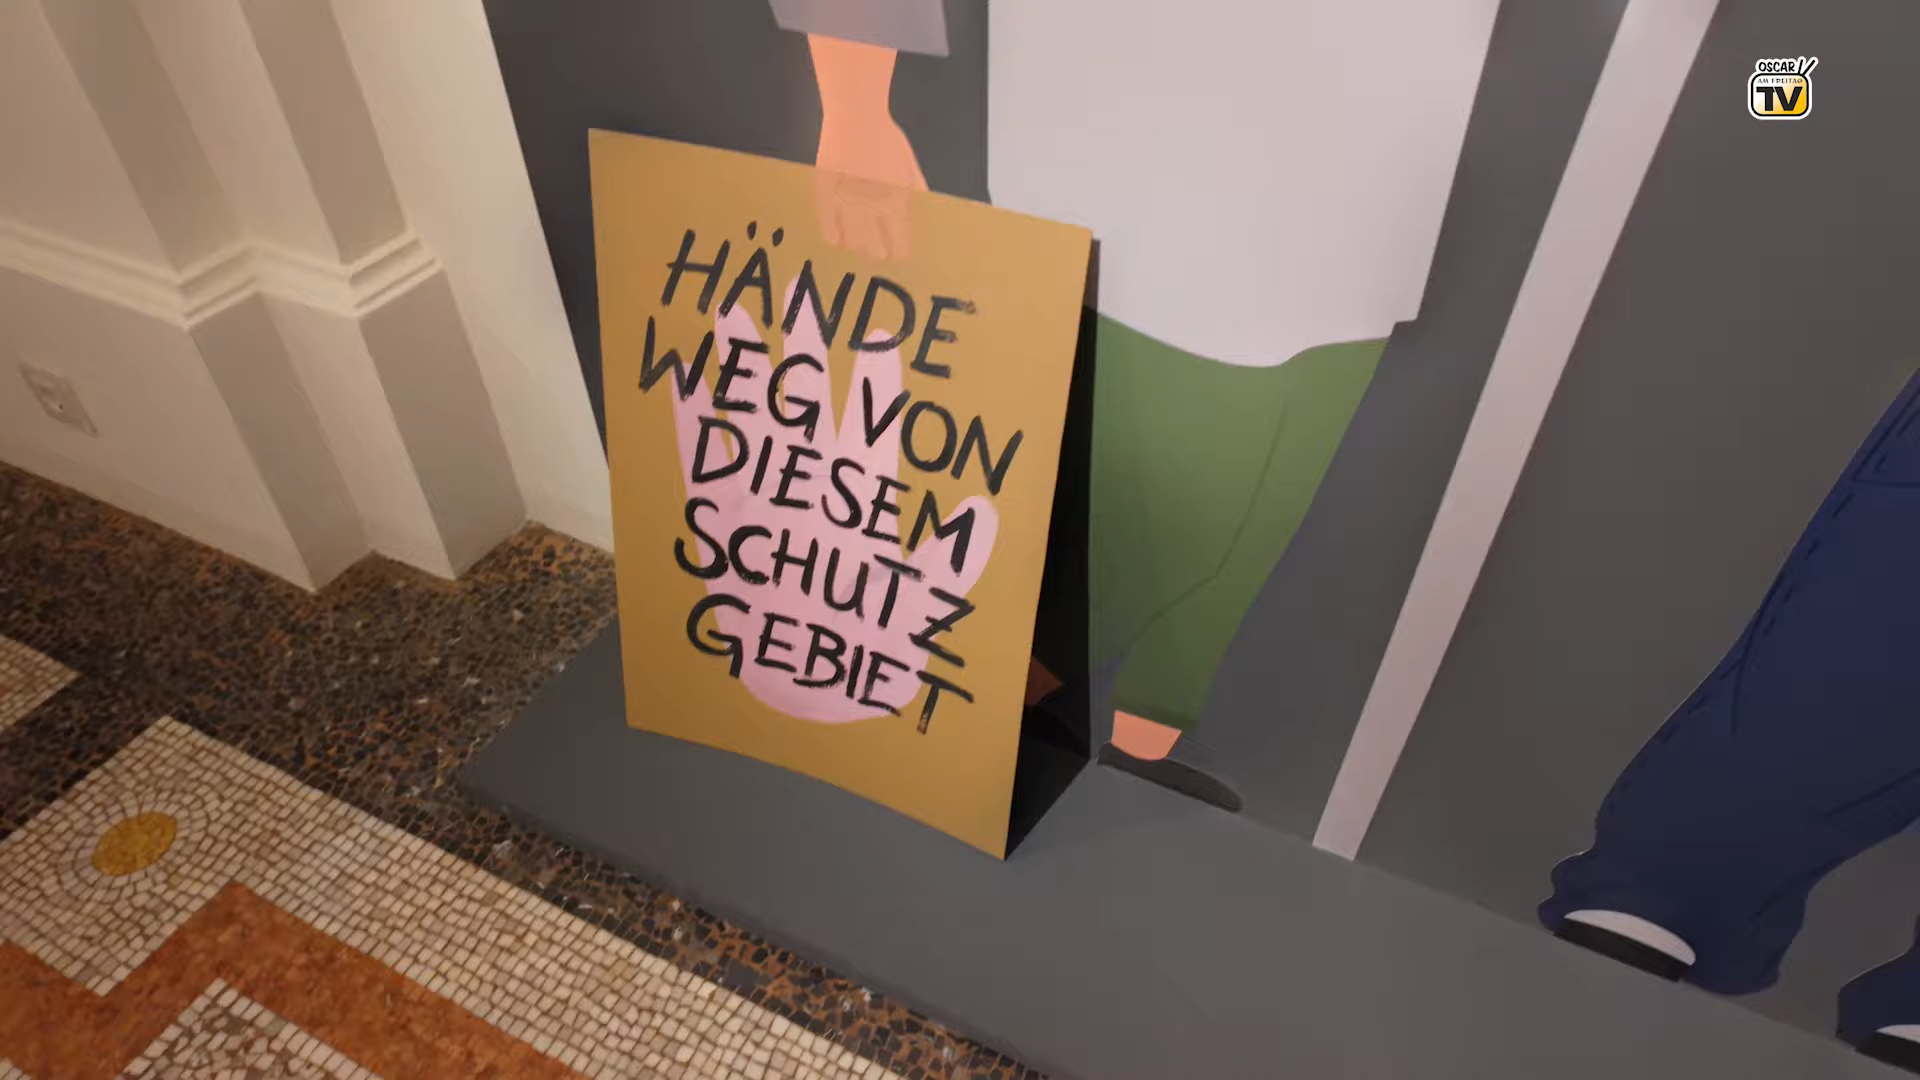 OSCAR
AM FREITAG
TV
HÄNDE
WEG VON
DIESEM
SCHUTZ
GEBIET